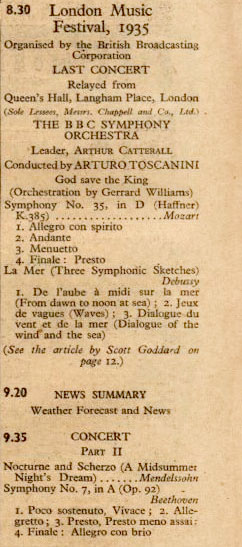 8.30 London Music
Festival, 1935
Organised by the British Broadcasting
Corporation
LAST CONCERT
Relayed from
Queen's Hall, Langham Place, London
(Sole Lessees, Messrs. Chappell and Co., Ltd.)
THE BBC SYMPHONY
ORCHESTRA
Leader, ARTHUR CATTERALL
Conducted by ARTURO TOSCANINI
God save the King
(Orchestration by Gerrard Williams)
Symphony No. 35, in D (Haffner)
K.385) .................... Mozart
1. Allegro con spirito
2. Andante
3. Menuetto
4. Finale : Presto
La Mer (Three Symphonic Sketches)
Debussy
1. De l'aube à midi sur la mer
(From dawn to noon at sea) ; 2. Jeux
de vagues (Waves) ; 3. Dialogue du
vent et de la mer (Dialogue of the
wind and the sea)
(See the article by Scott Goddard on
page 12.)
9.20 NEWS SUMMARY
Weather Forecast and News
9.35 CONCERT
PART II
Nocturne and Scherzo (A Midsummer
Night's Dream) ...... Mendelssohn
Symphony No. 7, in A (Op. 92)
Beethoven
1. Poco sostenuto, Vivace ; 2. Alle-
gretto ; 3. Presto, Presto meno assai ;
4. Finale : Allegro con brio